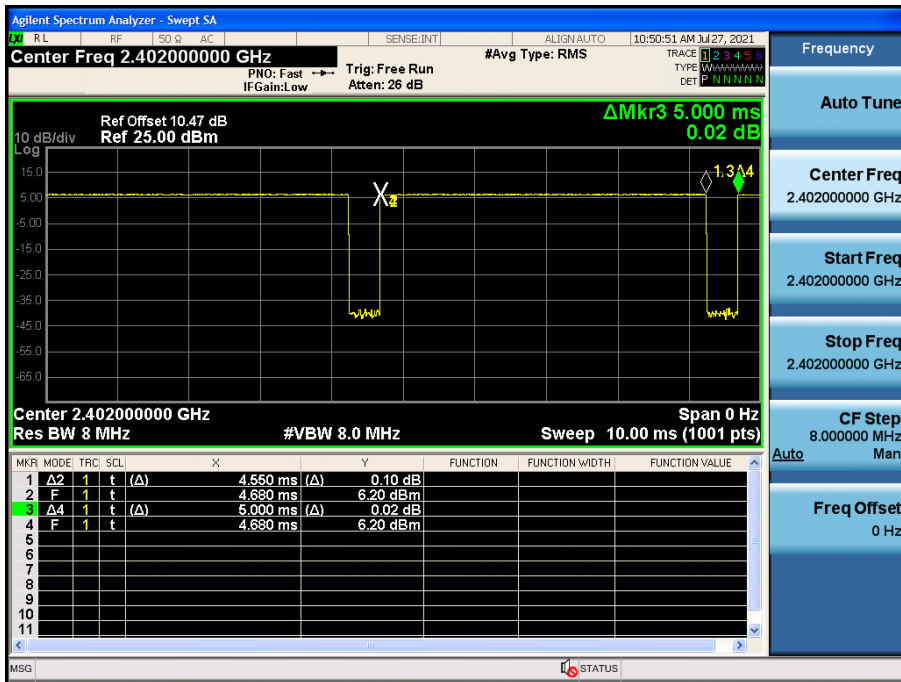 Agilent Spectrum Analyzer - Swept SA
LXI RL RF 50 Ω AC SENSE:INT ALIGNAUTO 10:50:51 AM Jul 27, 2021
Center Freq 2.402000000 GHz
#Avg Type: RMS
TRACE 1 2 3 4 5 6
PNO: Fast Trig: Free Run
TYPE WWWWWW
IFGain:Low Atten: 26 dB
DET P N N N N N
ΔMkr3 5.000 ms
0.02 dB
Ref Offset 10.47 dB
10 dB/div Ref 25.00 dBm
Log
15.0
5.00
-5.00
-15.0
-25.0
-35.0
-45.0
-55.0
-65.0
1 3Δ4
Center 2.402000000 GHz Span 0 Hz
Res BW 8 MHz #VBW 8.0 MHz Sweep 10.00 ms (1001 pts)
MKR MODE TRC SCL X Y FUNCTION FUNCTION WIDTH FUNCTION VALUE
1 Δ2 1 t (Δ) 4.550 ms (Δ) 0.10 dB
2 F 1 t 4.680 ms 6.20 dBm
3 Δ4 1 t (Δ) 5.000 ms (Δ) 0.02 dB
4 F 1 t 4.680 ms 6.20 dBm
5
6
7
8
9
10
11
MSG STATUS
Frequency
Auto Tune
Center Freq
2.402000000 GHz
Start Freq
2.402000000 GHz
Stop Freq
2.402000000 GHz
CF Step
8.000000 MHz
Auto Man
Freq Offset
0 Hz